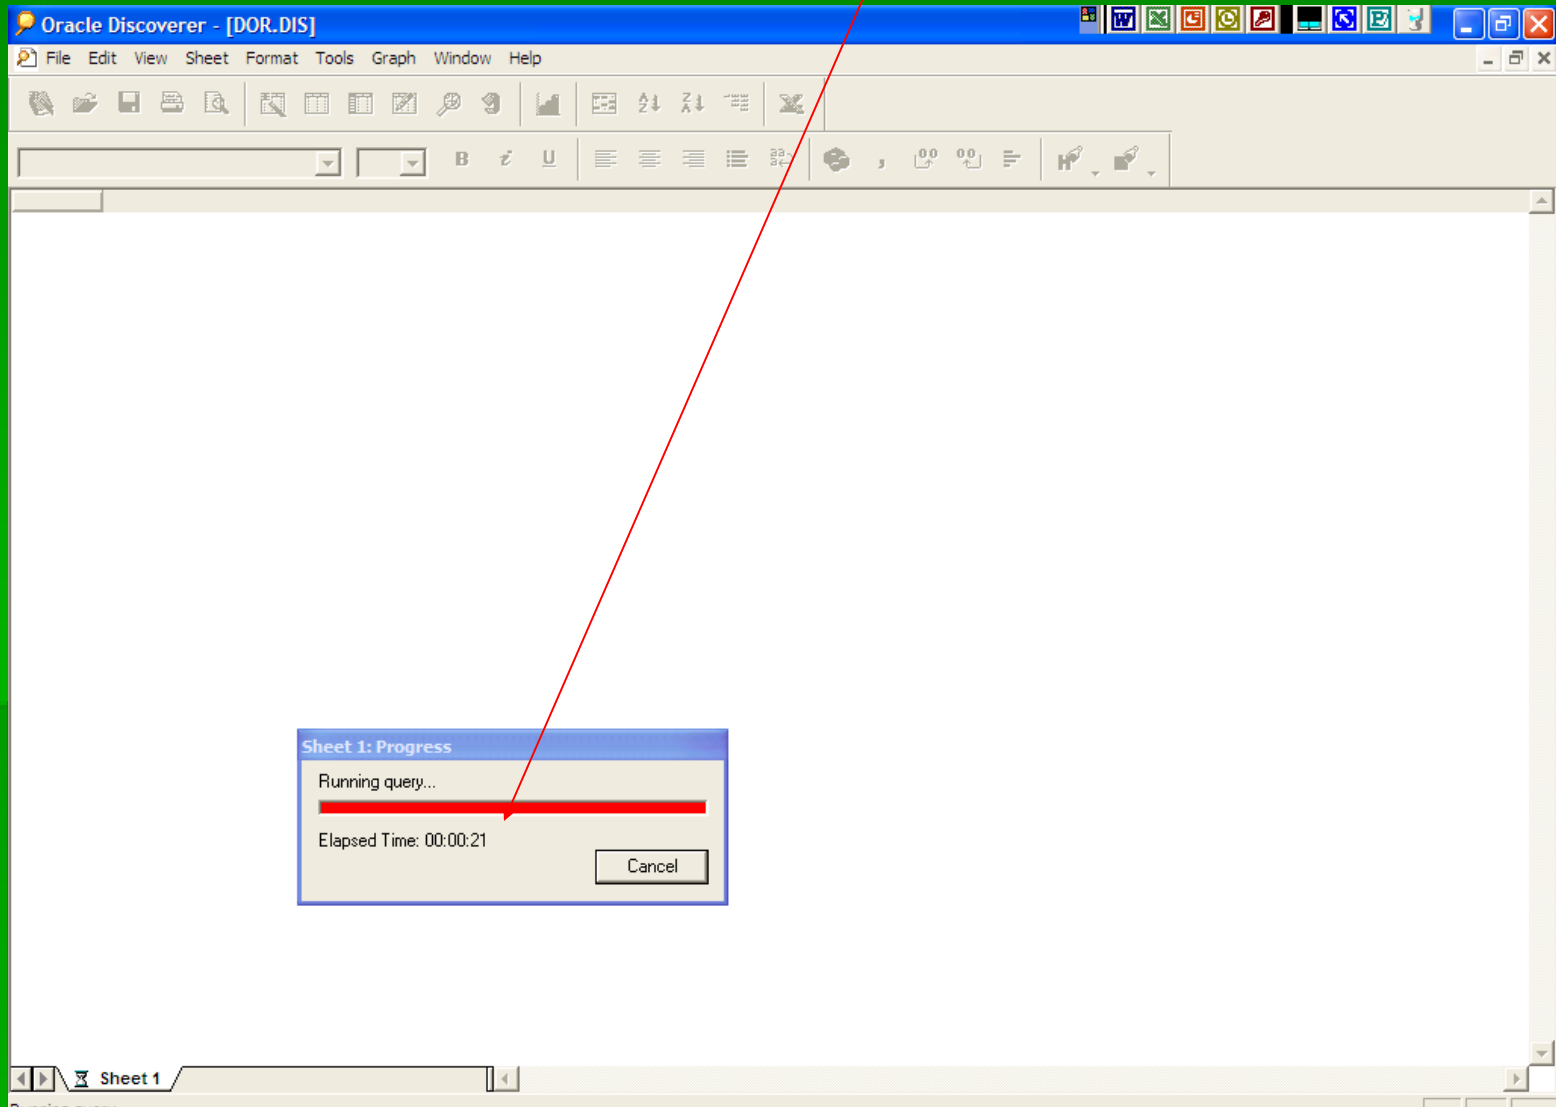 Oracle Discoverer - [DOR.DIS]
File Edit View Sheet Format Tools Graph Window Help
Sheet 1: Progress
Running query...
Elapsed Time: 00:00:21
Cancel
Sheet 1